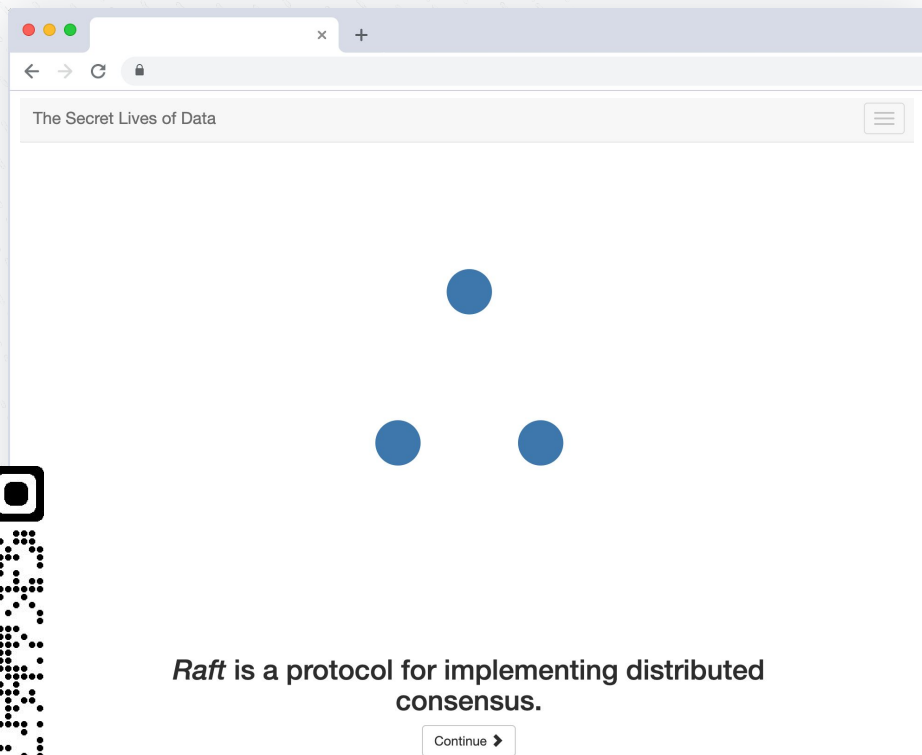 The Secret Lives of Data
Raft is a protocol for implementing distributed
consensus.
Continue